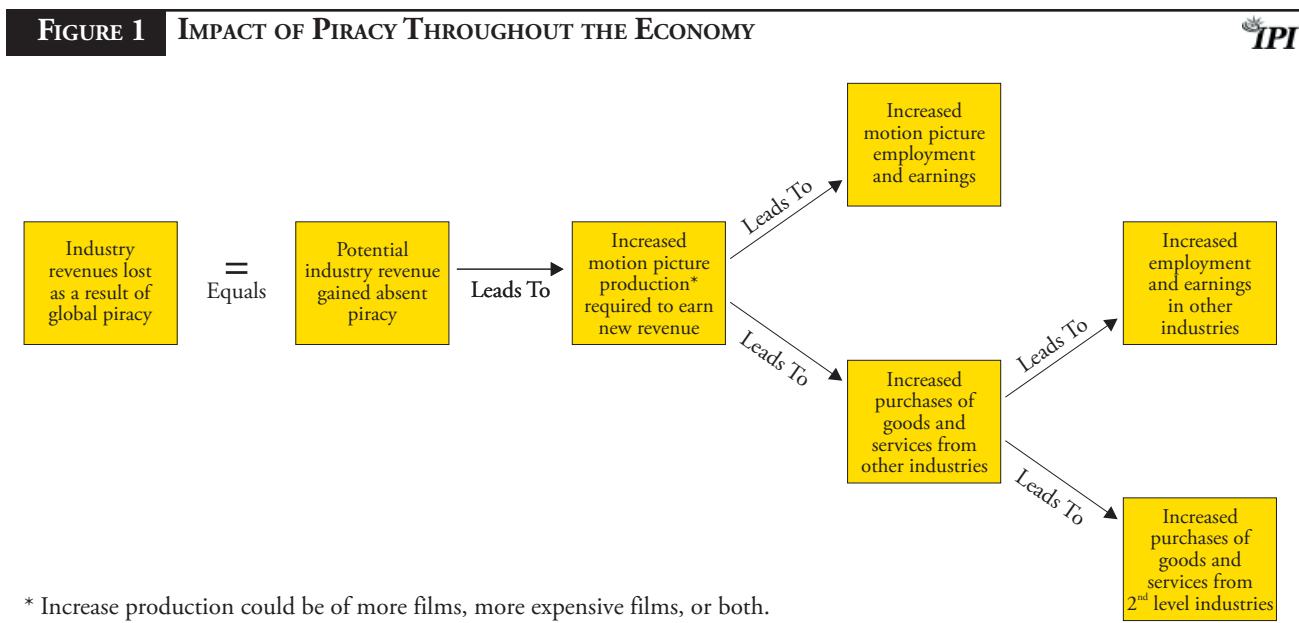 FIGURE 1 IMPACT OF PIRACY THROUGHOUT THE ECONOMY
IPI
Industry
revenues lost
as a result of
global piracy
=
Equals
Potential
industry revenue
gained absent
piracy
Leads To
Increased
motion picture
production*
required to earn
new revenue
Leads To
Increased
motion picture
employment
and earnings
Leads To
Increased
purchases of
goods and
services from
other industries
Leads To
Increased
employment
and earnings
in other
industries
Leads To
Increased
purchases of
goods and
services from
2nd level industries
* Increase production could be of more films, more expensive films, or both.